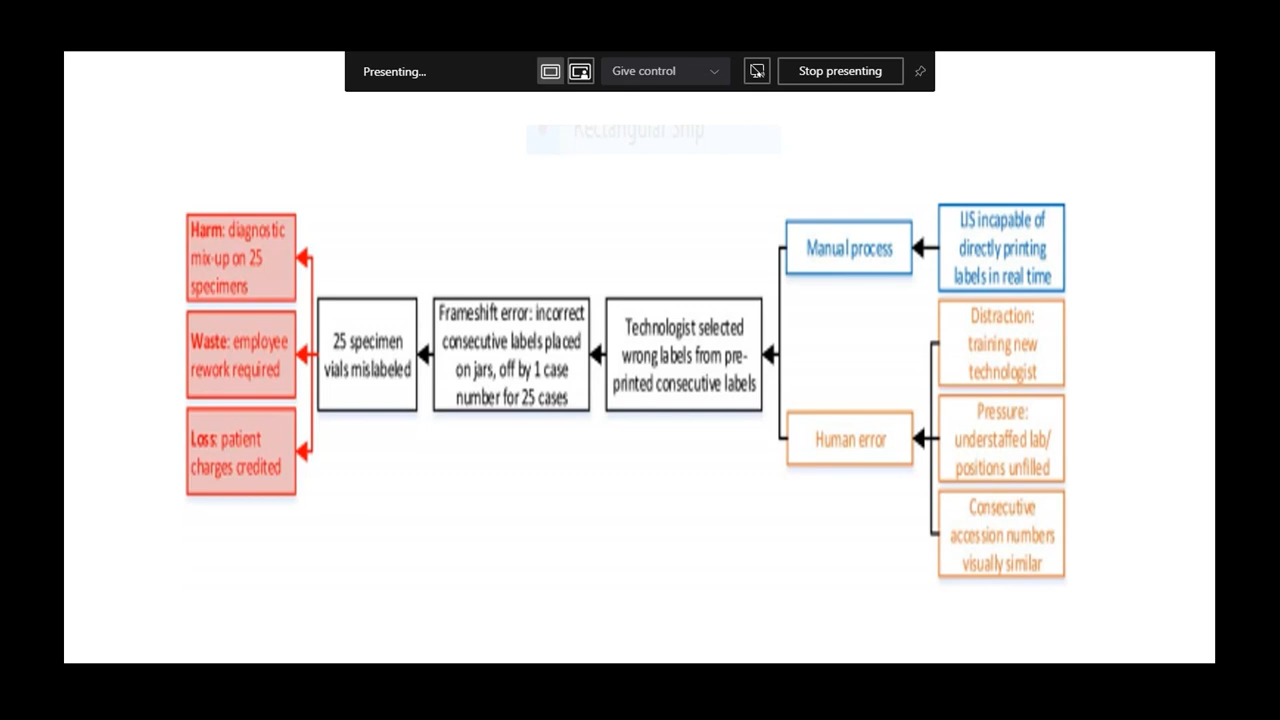 Presenting...
Give control
Stop presenting
Rectangular Snip
Harm: diagnostic
mix-up on 25
specimens
Waste: employee
rework required
Loss: patient
charges credited
25 specimen
vials mislabeled
Frameshift error: incorrect
consecutive labels placed
on jars, off by 1 case
number for 25 cases
Technologist selected
wrong labels from pre-
printed consecutive labels
Manual process
Human error
LIS incapable of
directly printing
labels in real time
Distraction:
training new
technologist
Pressure:
understaffed lab/
positions unfilled
Consecutive
accession numbers
visually similar